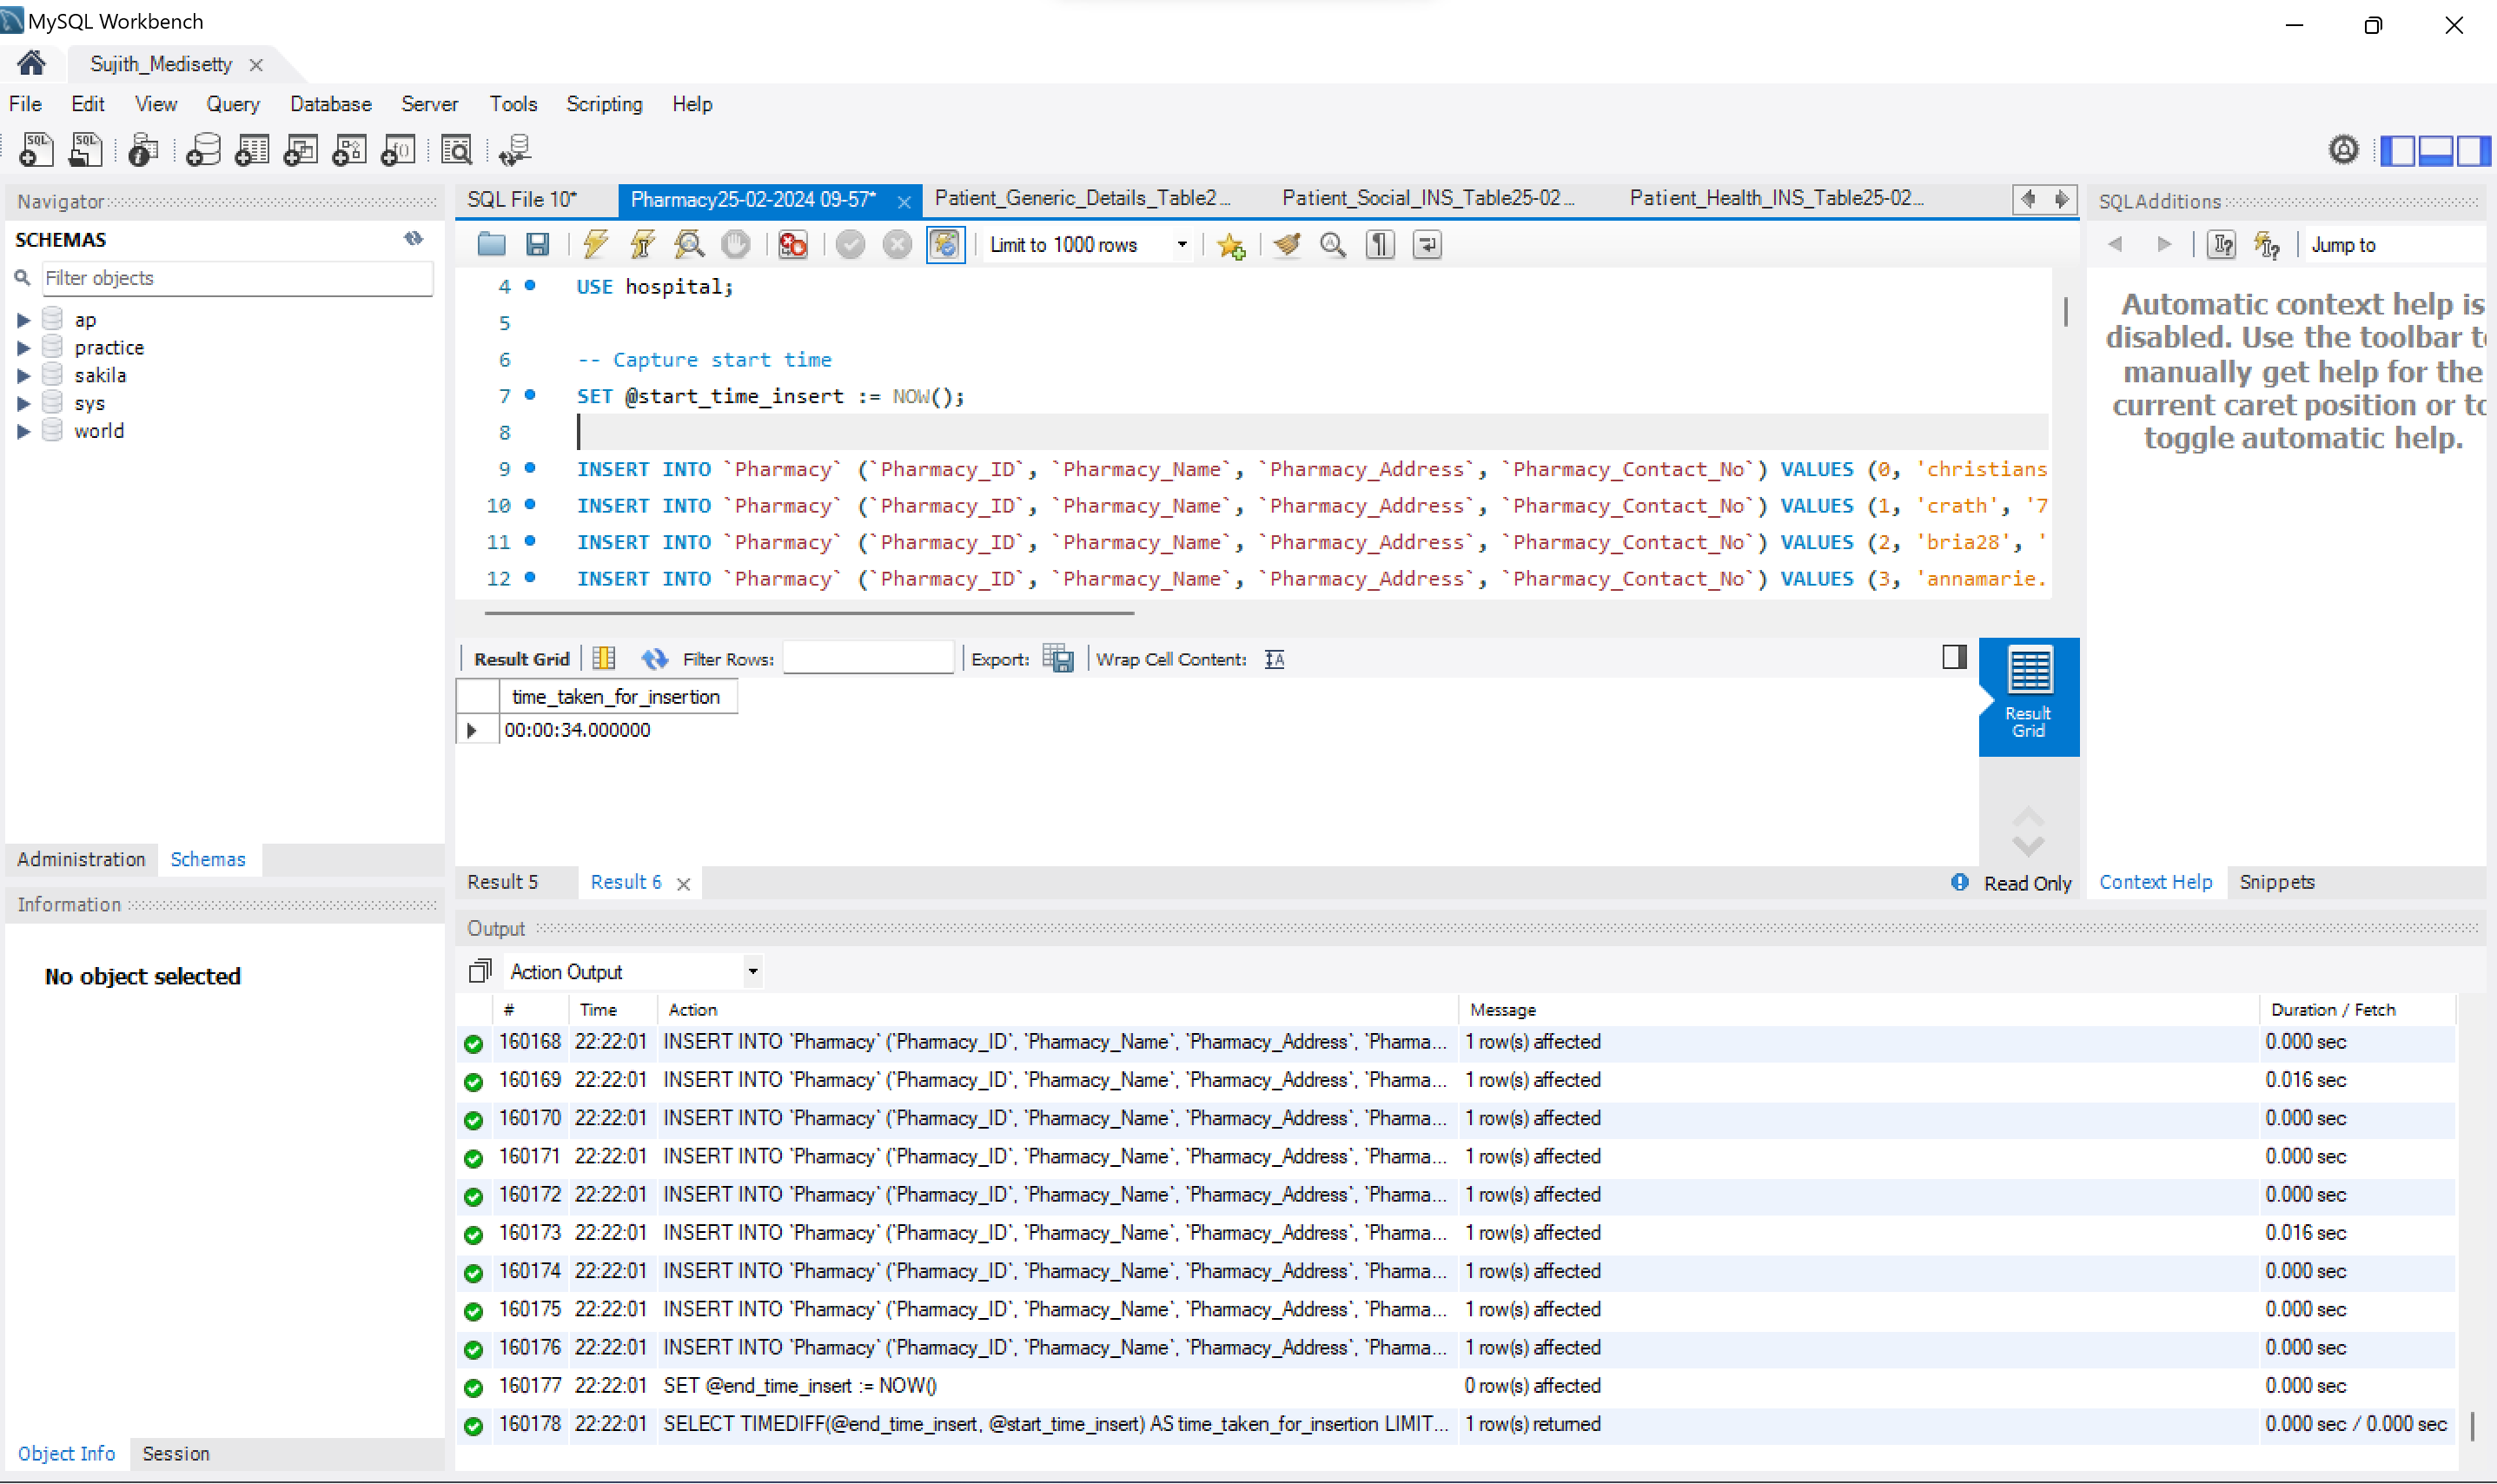 MySQL Workbench
Sujith_Medisetty
File Edit View Query Database Server Tools Scripting Help
Navigator
SCHEMAS
Filter objects
ap
practice
sakila
sys
world
Administration Schemas
Information
No object selected
Object Info Session
SQL File 10* Pharmacy25-02-2024 09-57* Patient_Generic_Details_Table2... Patient_Social_INS_Table25-02... Patient_Health_INS_Table25-02...
Limit to 1000 rows
4 USE hospital;
5
6 -- Capture start time
7 SET @start_time_insert := NOW();
8
9 INSERT INTO `Pharmacy` (`Pharmacy_ID`, `Pharmacy_Name`, `Pharmacy_Address`, `Pharmacy_Contact_No`) VALUES (0, 'christians
10 INSERT INTO `Pharmacy` (`Pharmacy_ID`, `Pharmacy_Name`, `Pharmacy_Address`, `Pharmacy_Contact_No`) VALUES (1, 'crath', '7
11 INSERT INTO `Pharmacy` (`Pharmacy_ID`, `Pharmacy_Name`, `Pharmacy_Address`, `Pharmacy_Contact_No`) VALUES (2, 'bria28', '
12 INSERT INTO `Pharmacy` (`Pharmacy_ID`, `Pharmacy_Name`, `Pharmacy_Address`, `Pharmacy_Contact_No`) VALUES (3, 'annamarie.
Result Grid Filter Rows: Export: Wrap Cell Content:
time_taken_for_insertion
00:00:34.000000
Result
Grid
Result 5 Result 6 Read Only
SQLAdditions
Jump to
Automatic context help is
disabled. Use the toolbar to
manually get help for the
current caret position or to
toggle automatic help.
Context Help Snippets
Output
Action Output
# Time Action Message Duration / Fetch
160168 22:22:01 INSERT INTO `Pharmacy` (`Pharmacy_ID`, `Pharmacy_Name`, `Pharmacy_Address`, `Pharma... 1 row(s) affected 0.000 sec
160169 22:22:01 INSERT INTO `Pharmacy` (`Pharmacy_ID`, `Pharmacy_Name`, `Pharmacy_Address`, `Pharma... 1 row(s) affected 0.016 sec
160170 22:22:01 INSERT INTO `Pharmacy` (`Pharmacy_ID`, `Pharmacy_Name`, `Pharmacy_Address`, `Pharma... 1 row(s) affected 0.000 sec
160171 22:22:01 INSERT INTO `Pharmacy` (`Pharmacy_ID`, `Pharmacy_Name`, `Pharmacy_Address`, `Pharma... 1 row(s) affected 0.000 sec
160172 22:22:01 INSERT INTO `Pharmacy` (`Pharmacy_ID`, `Pharmacy_Name`, `Pharmacy_Address`, `Pharma... 1 row(s) affected 0.000 sec
160173 22:22:01 INSERT INTO `Pharmacy` (`Pharmacy_ID`, `Pharmacy_Name`, `Pharmacy_Address`, `Pharma... 1 row(s) affected 0.016 sec
160174 22:22:01 INSERT INTO `Pharmacy` (`Pharmacy_ID`, `Pharmacy_Name`, `Pharmacy_Address`, `Pharma... 1 row(s) affected 0.000 sec
160175 22:22:01 INSERT INTO `Pharmacy` (`Pharmacy_ID`, `Pharmacy_Name`, `Pharmacy_Address`, `Pharma... 1 row(s) affected 0.000 sec
160176 22:22:01 INSERT INTO `Pharmacy` (`Pharmacy_ID`, `Pharmacy_Name`, `Pharmacy_Address`, `Pharma... 1 row(s) affected 0.000 sec
160177 22:22:01 SET @end_time_insert := NOW() 0 row(s) affected 0.000 sec
160178 22:22:01 SELECT TIMEDIFF(@end_time_insert, @start_time_insert) AS time_taken_for_insertion LIMIT... 1 row(s) returned 0.000 sec / 0.000 sec